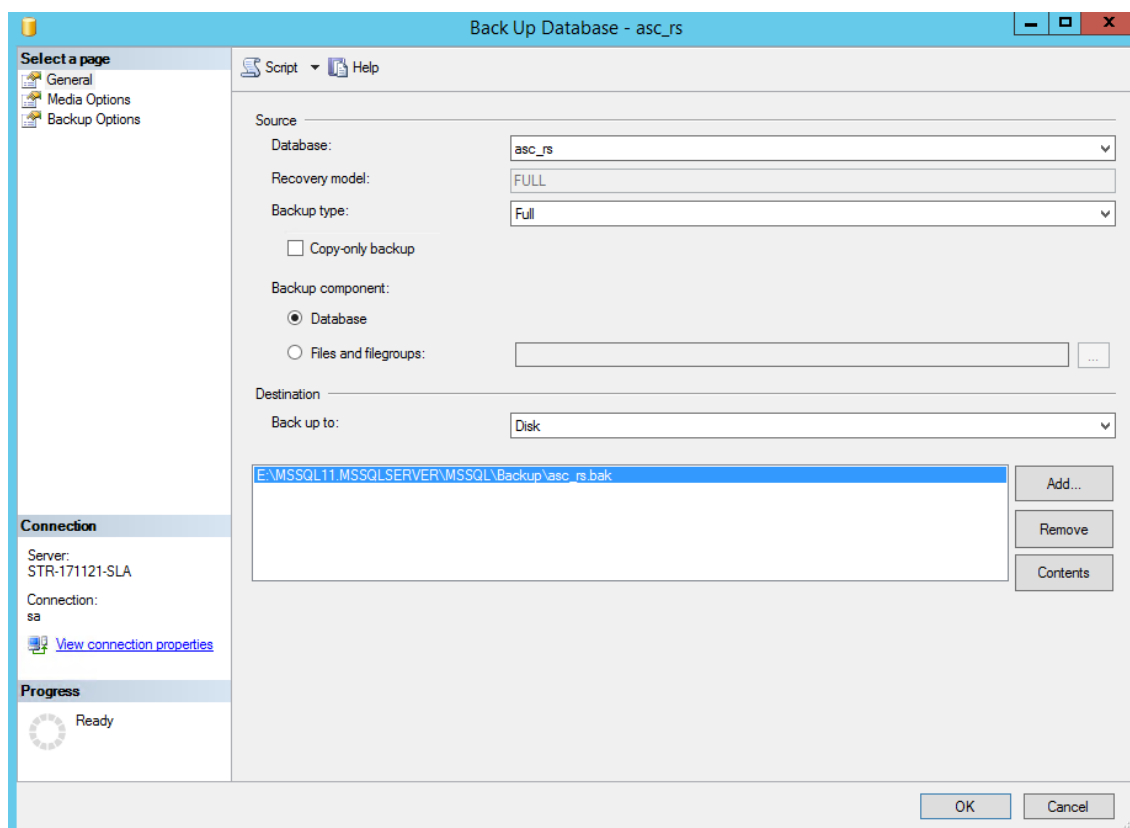 Back Up Database - asc_rs
Select a page
General
Media Options
Backup Options
Script
Help
Source
Database:
asc_rs
Recovery model:
FULL
Backup type:
Full
Copy-only backup
Backup component:
Database
Files and filegroups:
...
Destination
Back up to:
Disk
E:\MSSQL11.MSSQLSERVER\MSSQL\Backup\asc_rs.bak
Add...
Remove
Contents
Connection
Server:
STR-171121-SLA
Connection:
sa
View connection properties
Progress
Ready
OK
Cancel